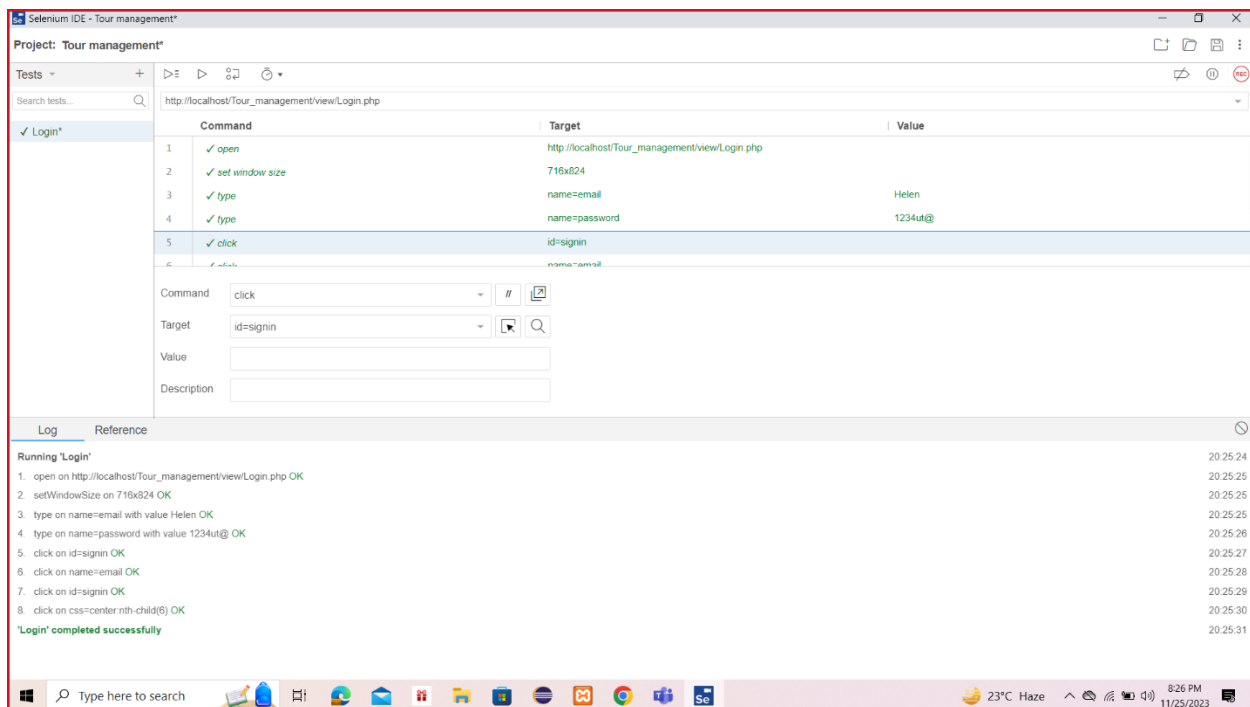 Selenium IDE - Tour management*
Project: Tour management*
Tests
Search tests...
http://localhost/Tour_management/view/Login.php
✓ Login*
Command Target Value
1 ✓ open http://localhost/Tour_management/view/Login.php
2 ✓ set window size 716x824
3 ✓ type name=email Helen
4 ✓ type name=password 1234ut@
5 ✓ click id=signin
6 ✓ click name=email
Command click //
Target id=signin
Value
Description
Log Reference
Running 'Login' 20:25:24
1. open on http://localhost/Tour_management/view/Login.php OK 20:25:25
2. setWindowSize on 716x824 OK 20:25:25
3. type on name=email with value Helen OK 20:25:25
4. type on name=password with value 1234ut@ OK 20:25:26
5. click on id=signin OK 20:25:27
6. click on name=email OK 20:25:28
7. click on id=signin OK 20:25:29
8. click on css=center:nth-child(6) OK 20:25:30
'Login' completed successfully 20:25:31
Type here to search
23°C Haze
8:26 PM
11/25/2023
REC
Se
Se